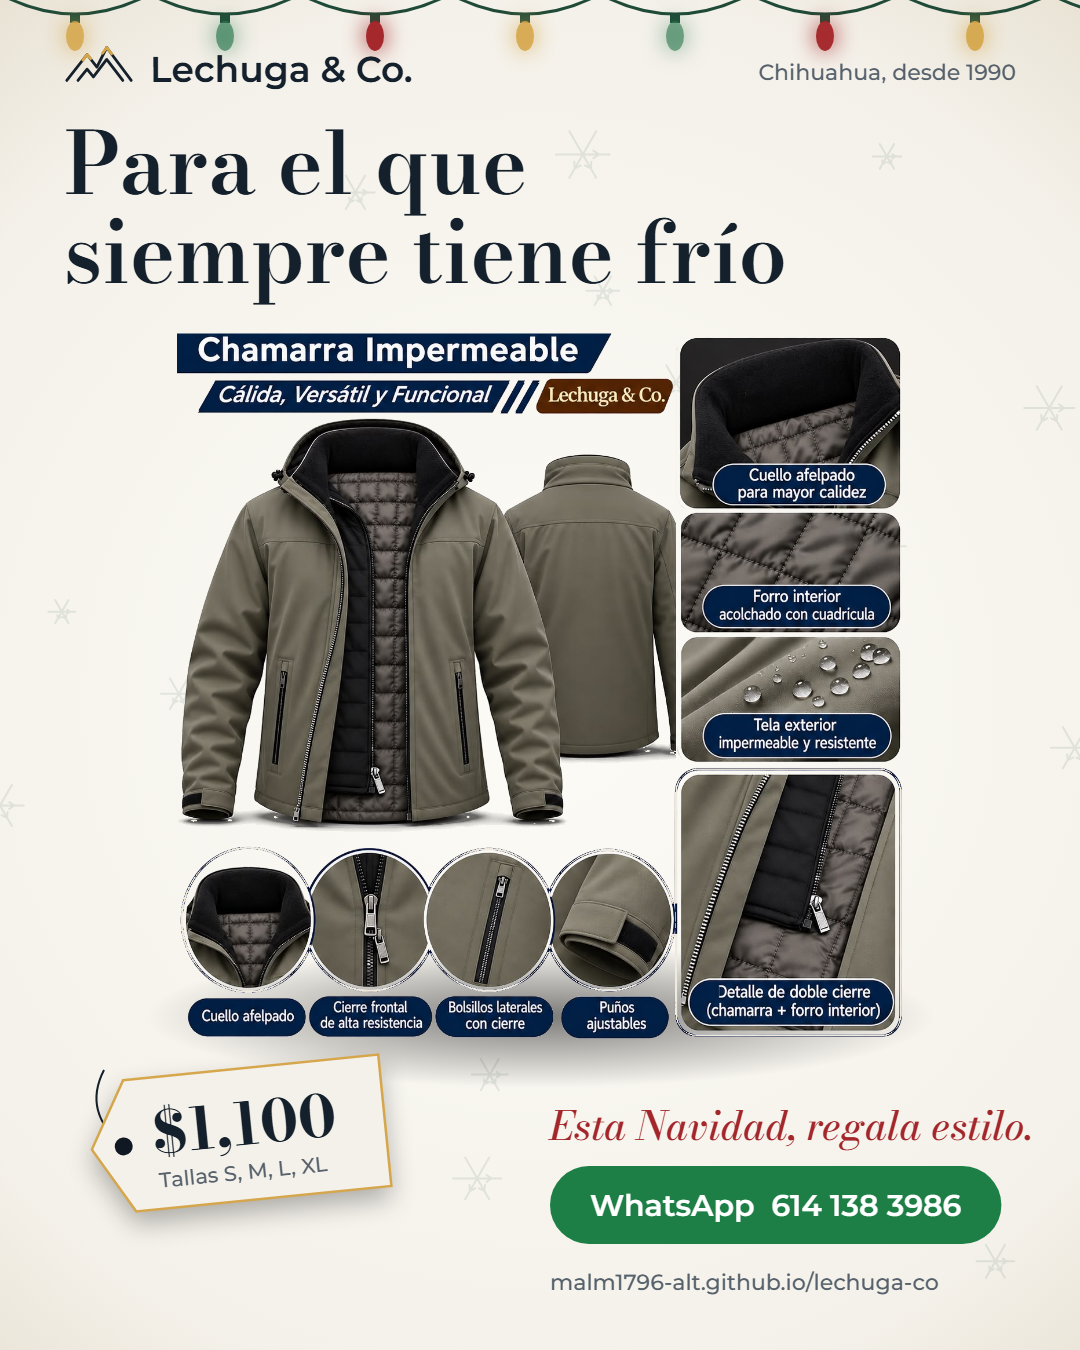 Lechuga & Co.
Chihuahua, desde 1990
Para el que
siempre tiene frío
Chamarra Impermeable
Cálida, Versátil y Funcional
Lechuga & Co.
Cuello afelpado
para mayor calidez
Forro interior
acolchado con cuadrícula
Tela exterior
impermeable y resistente
Detalle de doble cierre
(chamarra + forro interior)
Cuello afelpado
Cierre frontal
de alta resistencia
Bolsillos laterales
con cierre
Puños
ajustables
$1,100
Tallas S, M, L, XL
Esta Navidad, regala estilo.
WhatsApp 614 138 3986
malm1796-alt.github.io/lechuga-co